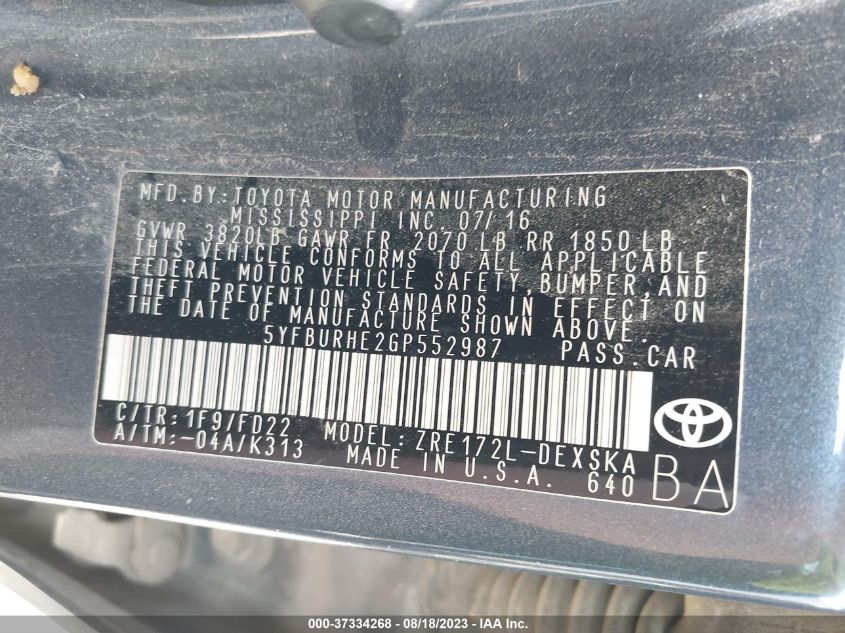 MFD. BY: TOYOTA MOTOR MANUFACTURING
MISSISSIPPI INC. 07/16
GVWR 3820LB GAWR FR 2070 LB RR 1850 LB
THIS VEHICLE CONFORMS TO ALL APPLICABLE
FEDERAL MOTOR VEHICLE SAFETY, BUMPER, AND
THEFT PREVENTION STANDARDS IN EFFECT ON
THE DATE OF MANUFACTURE SHOWN ABOVE.
5YFBURHE2GP552987 PASS. CAR
C/TR: 1F9/FD22
A/TM: -04A/K313
MODEL: ZRE172L-DEXSKA
MADE IN U.S.A. 640
BA
000-37334268 - 08/18/2023 - IAA Inc.